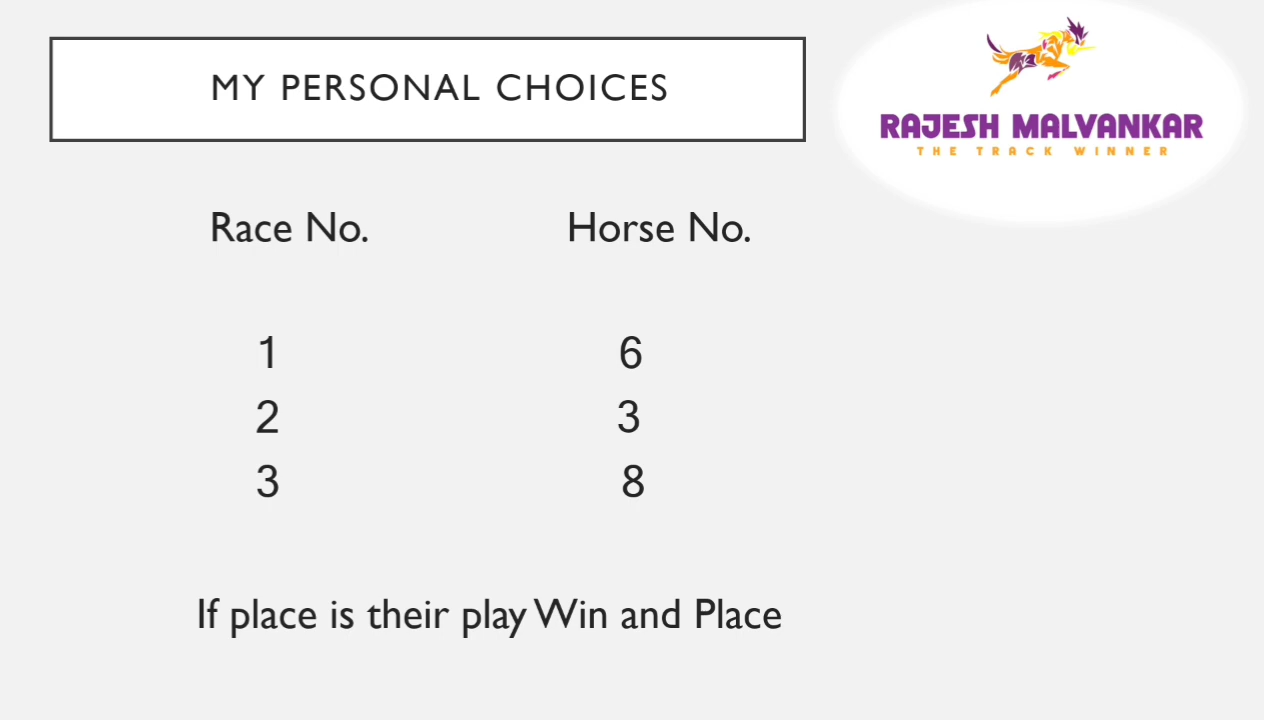 MY PERSONAL CHOICES
RAJESH MALVANKAR
THE TRACK WINNER
Race No. Horse No.
1 6
2 3
3 8
If place is their play Win and Place